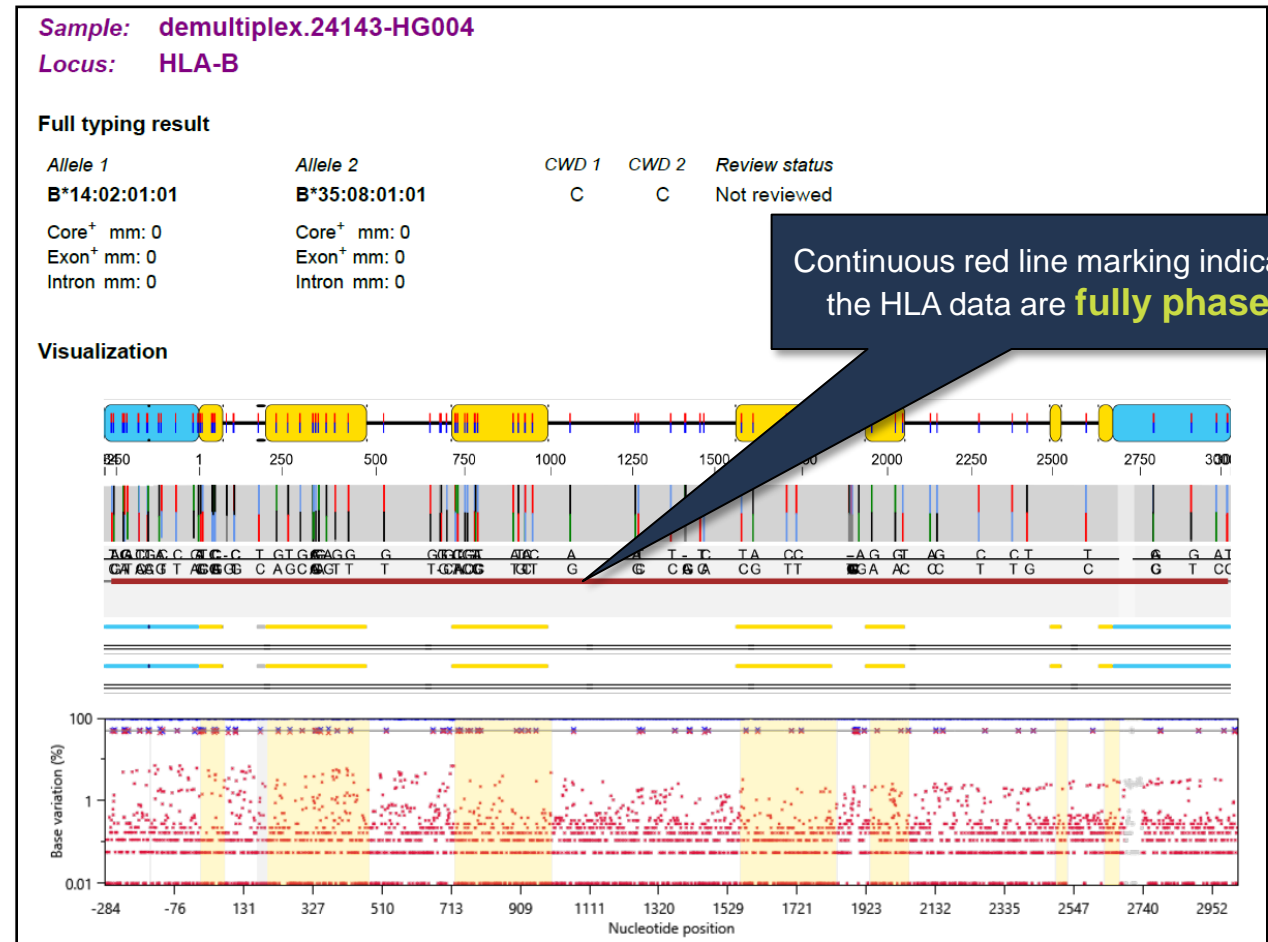 Sample: demultiplex.24143-HG004
Locus: HLA-B
Full typing result
Allele 1 Allele 2 CWD 1 CWD 2 Review status
B*14:02:01:01 B*35:08:01:01 C C Not reviewed
Core+ mm: 0 Core+ mm: 0
Exon+ mm: 0 Exon+ mm: 0
Intron mm: 0 Intron mm: 0
Continuous red line marking indica
the HLA data are fully phase
Visualization
1 250 500 750 1000 1250 1500 2000 2250 2500 2750
100
1
0.01
Base variation (%)
-284 -76 131 327 510 713 909 1111 1320 1529 1721 1923 2132 2335 2547 2740 2952
Nucleotide position